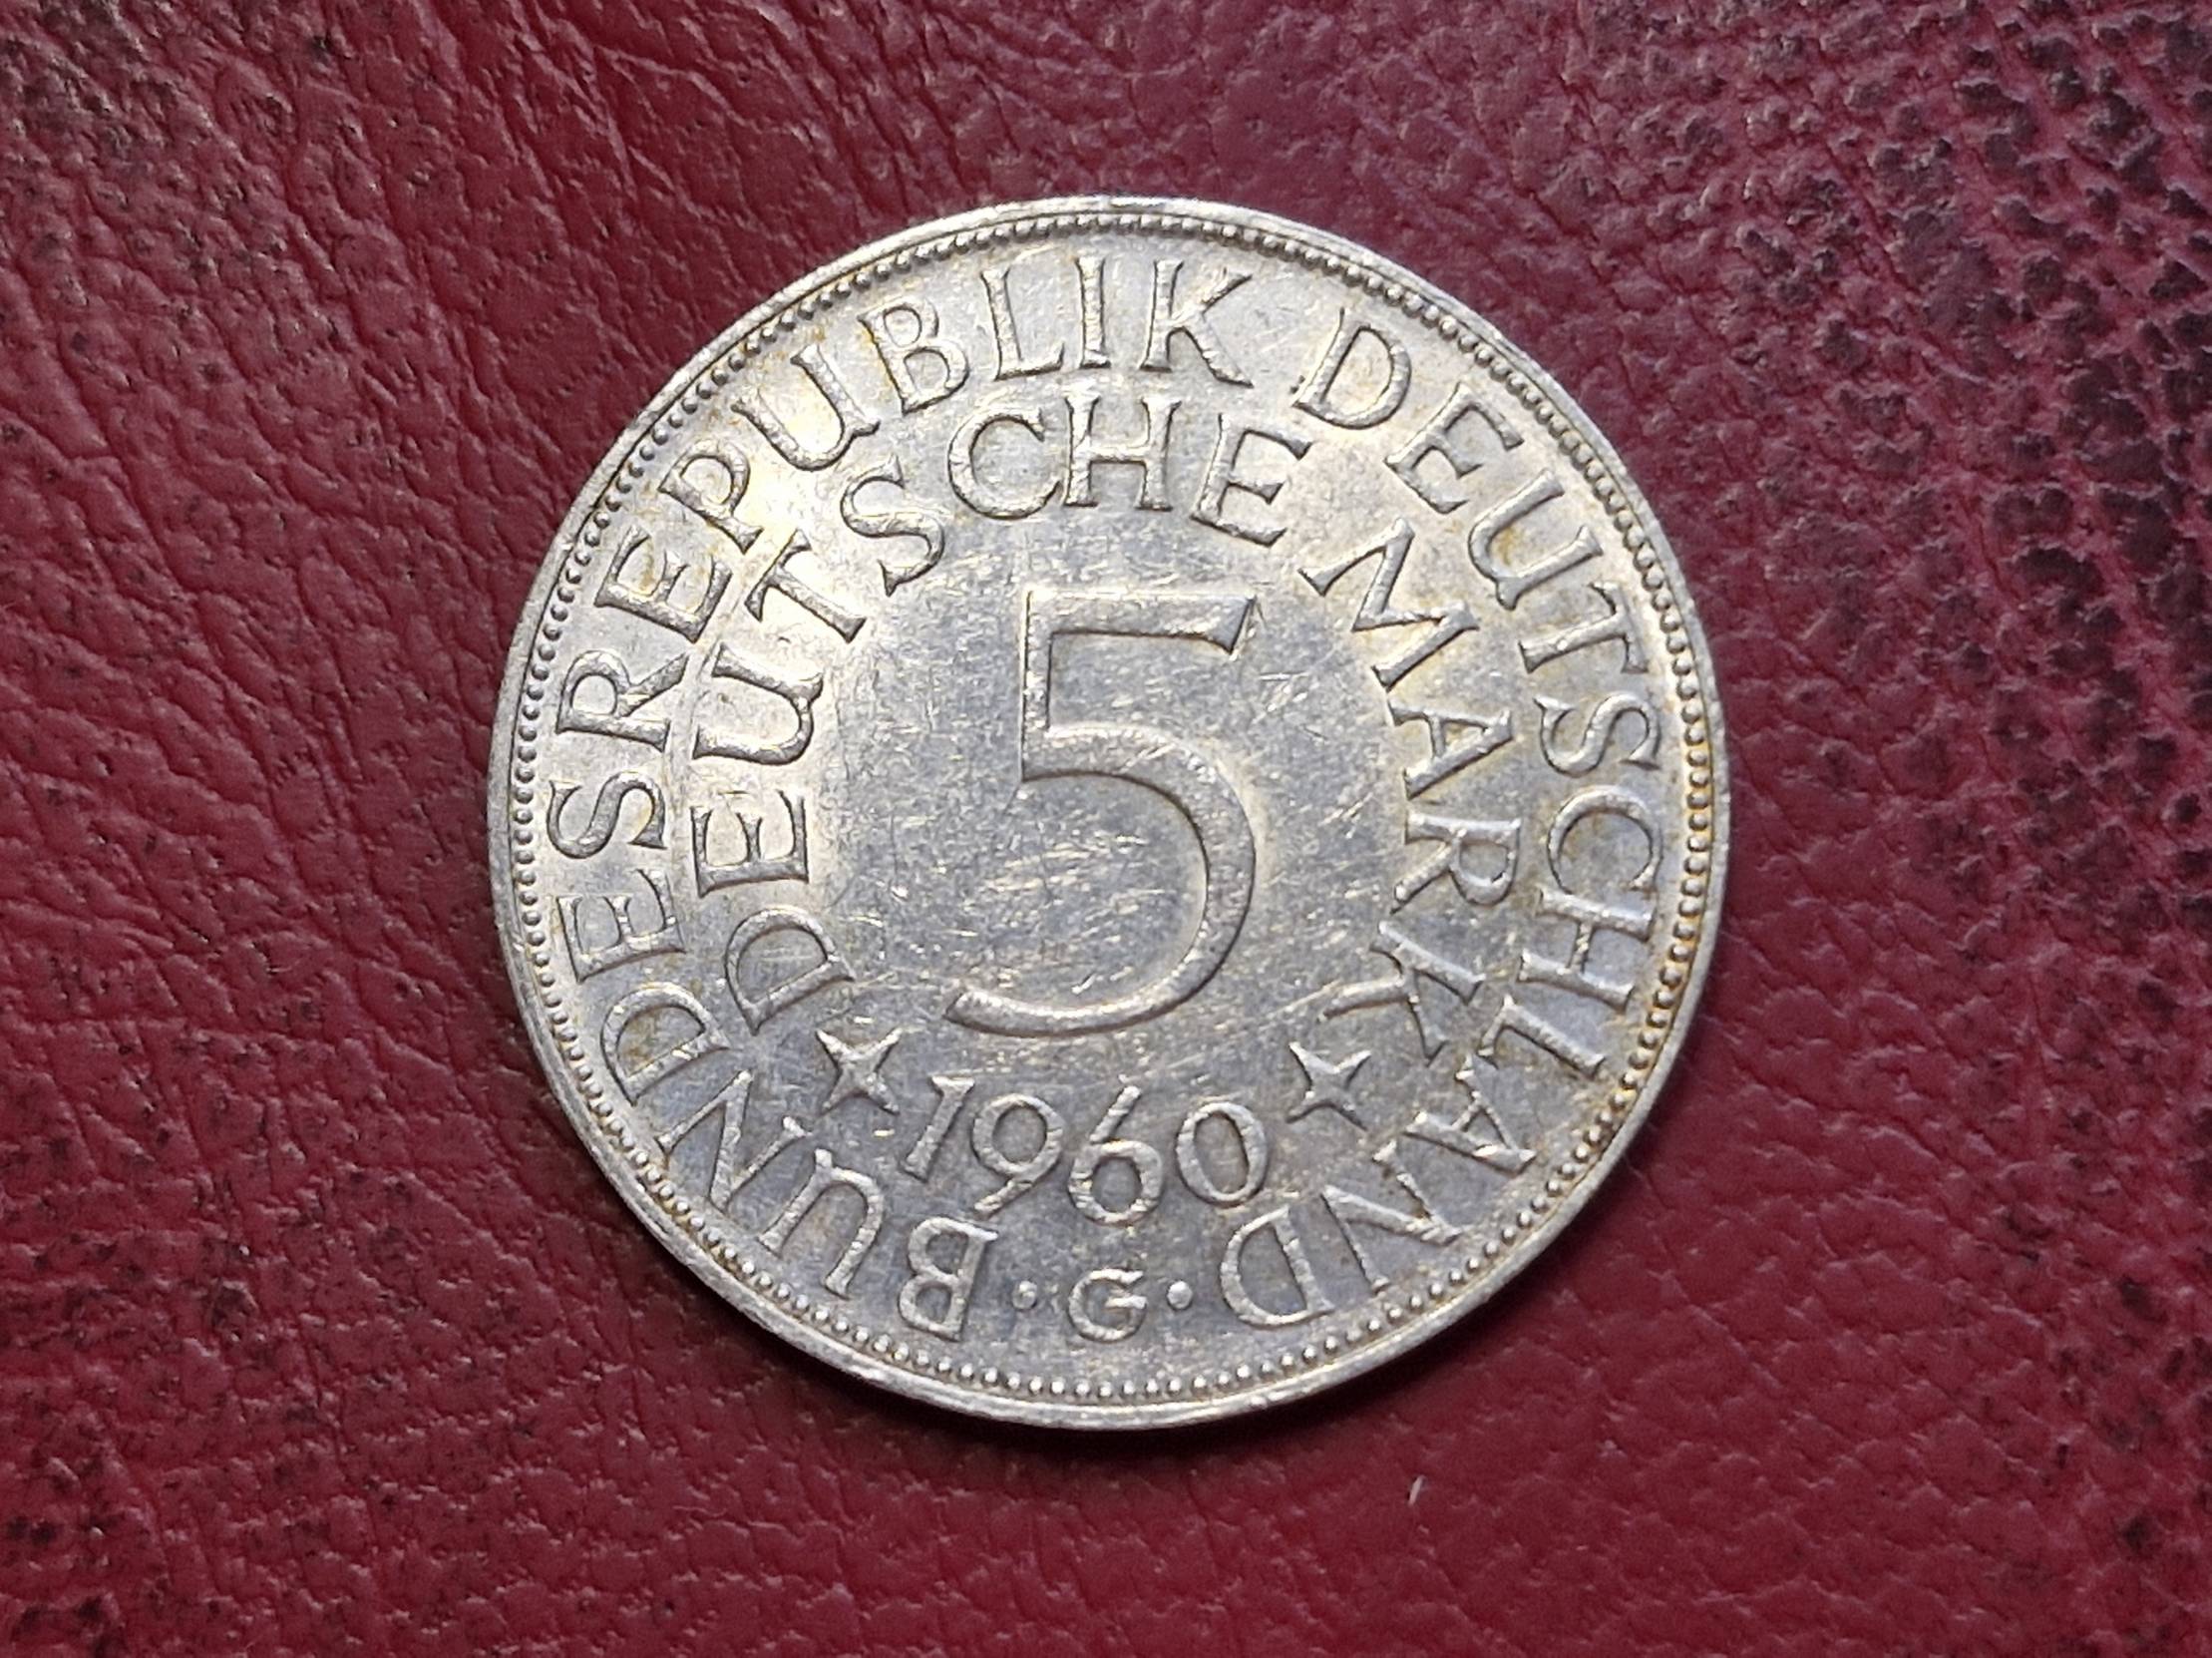 BUNDESREPUBLIK DEUTSCHLAND
DEUTSCHE MARK
5
1960
· G ·